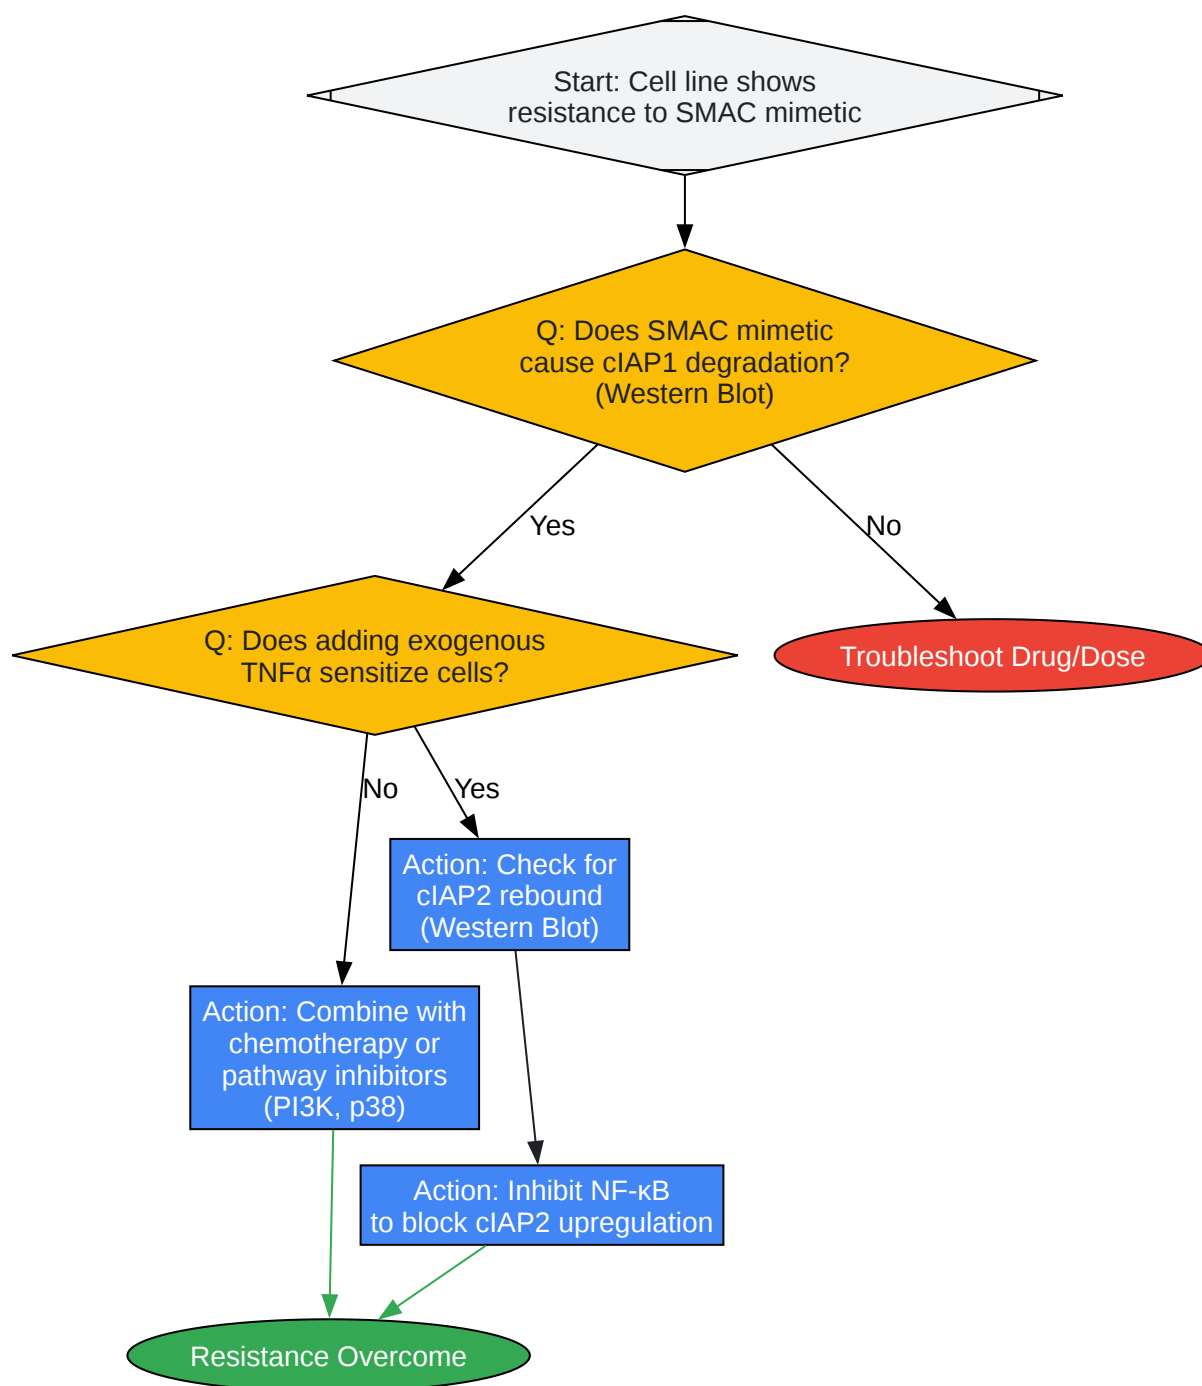 Start: Cell line shows
resistance to SMAC mimetic
Q: Does SMAC mimetic
cause cIAP1 degradation?
(Western Blot)
Yes
No
Q: Does adding exogenous
TNFα sensitize cells?
Troubleshoot Drug/Dose
No
Yes
Action: Check for
cIAP2 rebound
(Western Blot)
Action: Combine with
chemotherapy or
pathway inhibitors
(PI3K, p38)
Action: Inhibit NF-κB
to block cIAP2 upregulation
Resistance Overcome